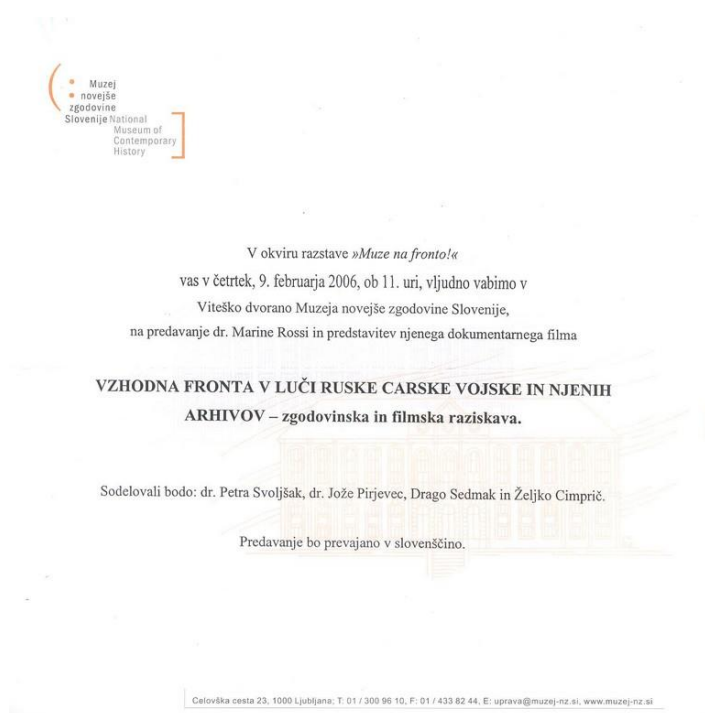 Muzej
novejše
zgodovine
Slovenije National
Museum of
Contemporary
History
V okviru razstave »Muze na fronto!«
vas v četrtek, 9. februarja 2006, ob 11. uri, vljudno vabimo v
Viteško dvorano Muzeja novejše zgodovine Slovenije,
na predavanje dr. Marine Rossi in predstavitev njenega dokumentarnega filma
VZHODNA FRONTA V LUČI RUSKE CARSKE VOJSKE IN NJENIH
ARHIVOV – zgodovinska in filmska raziskava.
Sodelovali bodo: dr. Petra Svoljšak, dr. Jože Pirjevec, Drago Sedmak in Željko Cimprič.
Predavanje bo prevajano v slovenščino.
Celovška cesta 23, 1000 Ljubljana; T: 01 / 300 96 10, F: 01 / 433 82 44, E: uprava@muzej-nz.si, www.muzej-nz.si